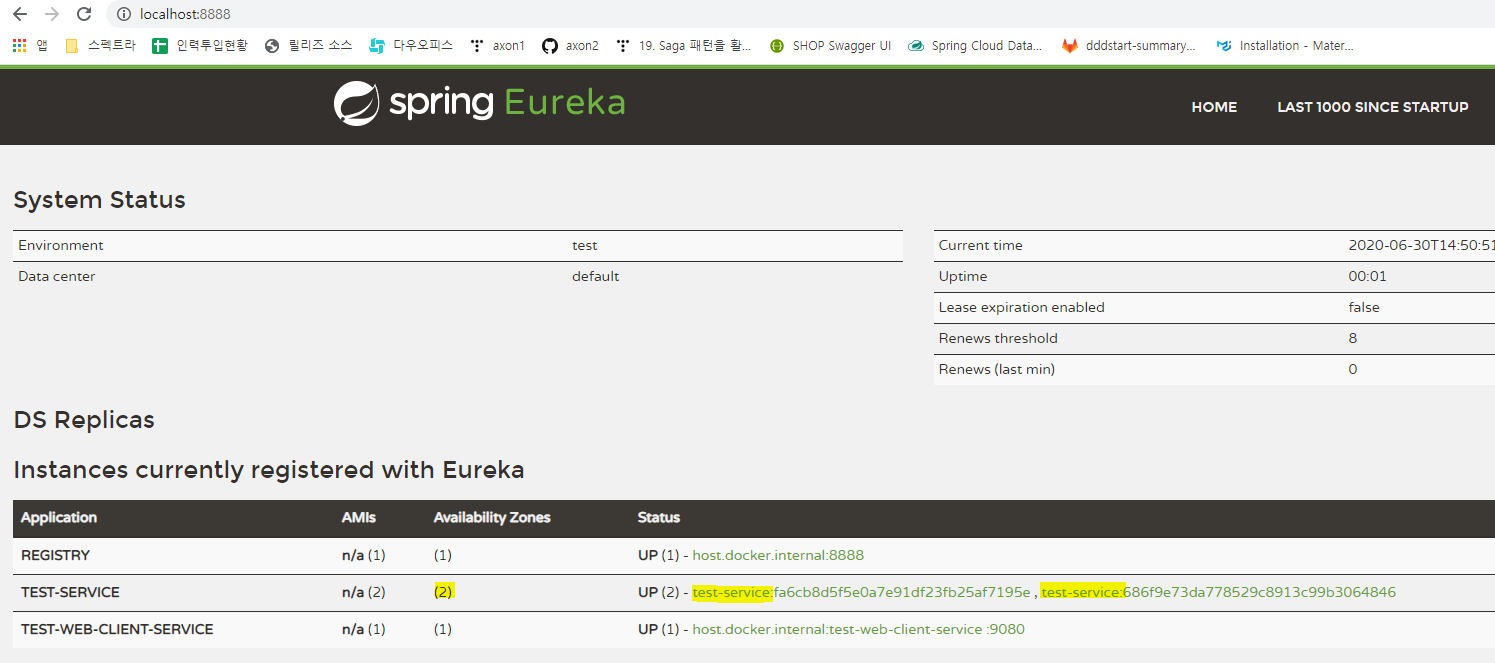 localhost:8888
앱 스펙트라 인력투입현황 릴리즈 소스 다우오피스 axon1 axon2 19. Saga 패턴을 활... SHOP Swagger UI Spring Cloud Data... dddstart-summary... Installation - Mater...
spring Eureka HOME LAST 1000 SINCE STARTUP
System Status
Environment test Current time 2020-06-30T14:50:51
Data center default Uptime 00:01
Lease expiration enabled false
Renews threshold 8
Renews (last min) 0
DS Replicas
Instances currently registered with Eureka
Application AMIs Availability Zones Status
REGISTRY n/a (1) (1) UP (1) - host.docker.internal:8888
TEST-SERVICE n/a (2) (2) UP (2) - test-service:fa6cb8d5f5e0a7e91df23fb25af7195e , test-service:686f9e73da778529c8913c99b3064846
TEST-WEB-CLIENT-SERVICE n/a (1) (1) UP (1) - host.docker.internal:test-web-client-service :9080